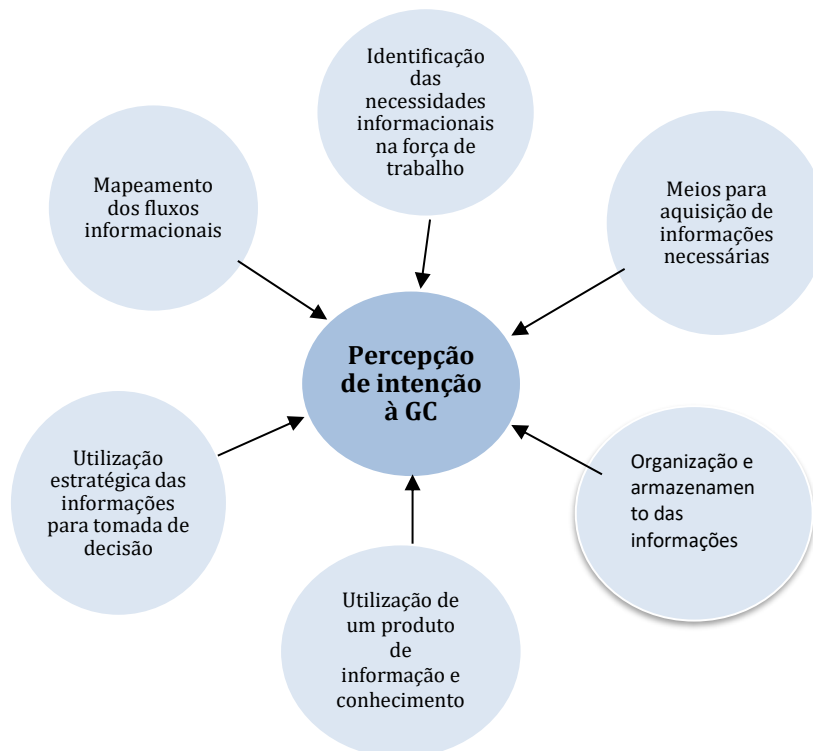 Identificação
das
necessidades
informacionais
na força de
trabalho
Mapeamento
dos fluxos
informacionais
Meios para
aquisição de
informações
necessárias
Percepção
de intenção
à GC
Utilização
estratégica das
informações
para tomada de
decisão
Organização e
armazenamen
to das
informações
Utilização de
um produto
de
informação e
conhecimento